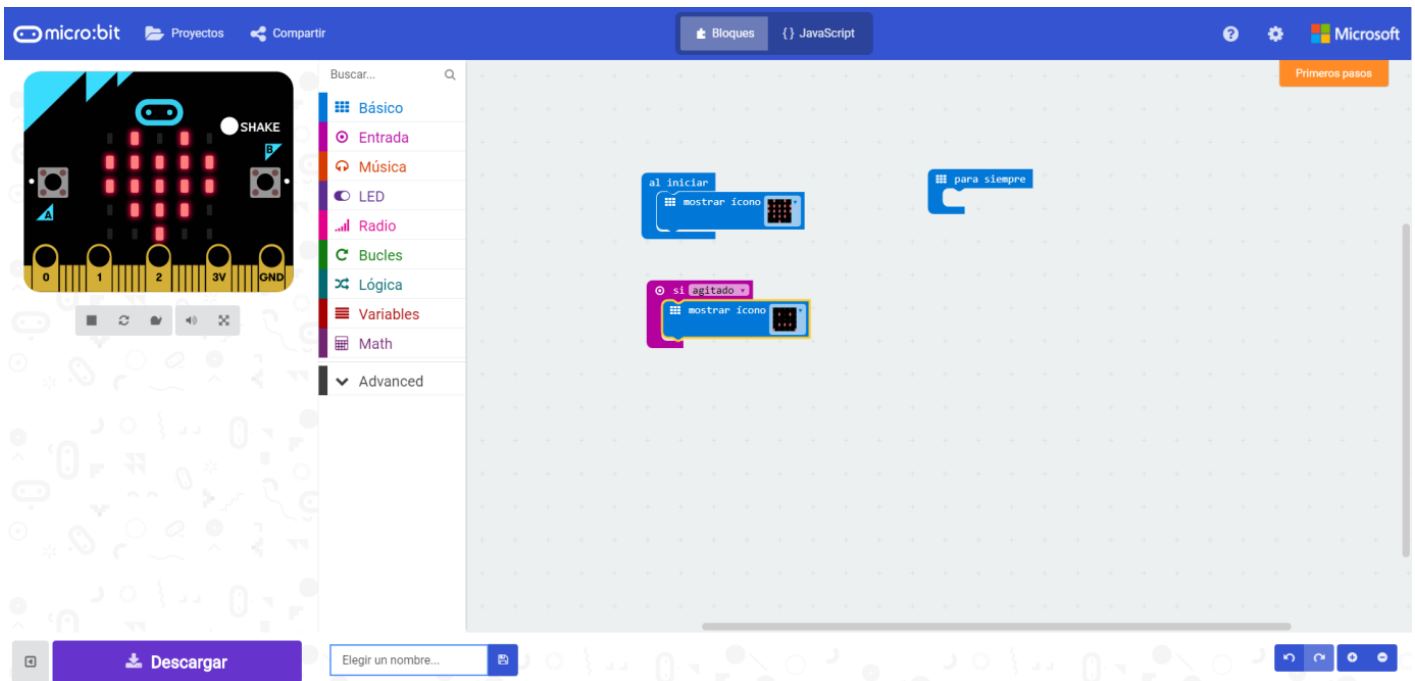 micro:bit Proyectos Compartir Bloques {} JavaScript Microsoft
Buscar... Primeros pasos
Básico
Entrada
Música
LED
Radio
Bucles
Lógica
Variables
Math
Advanced
SHAKE
B
A
0 1 2 3V GND
al iniciar
mostrar ícono
para siempre
si agitado
mostrar ícono
Descargar
Elegir un nombre...